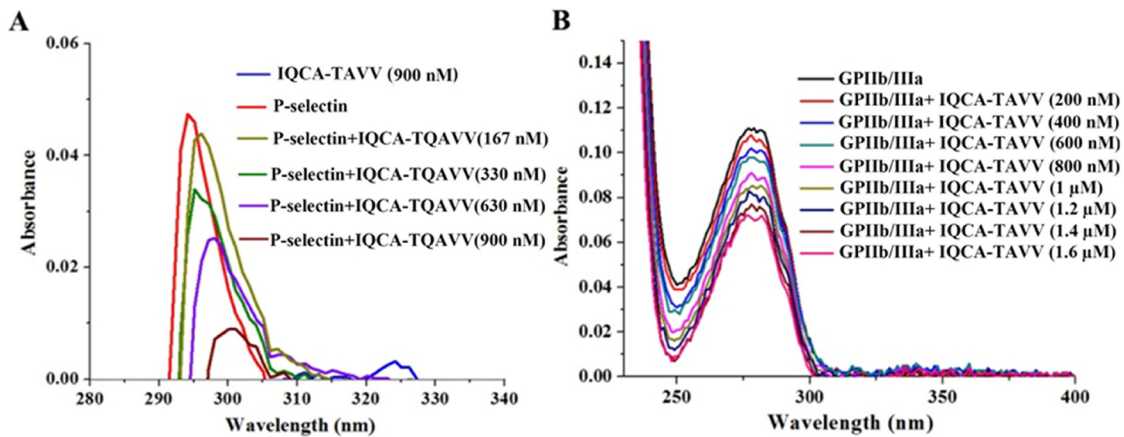 A
0.06
0.04
0.02
0.00
Absorbance
280
290
300
310
320
330
340
Wavelength (nm)
IQCA-TAVV (900 nM)
P-selectin
P-selectin+IQCA-TQAVV(167 nM)
P-selectin+IQCA-TQAVV(330 nM)
P-selectin+IQCA-TQAVV(630 nM)
P-selectin+IQCA-TQAVV(900 nM)
B
0.14
0.12
0.10
0.08
0.06
0.04
0.02
0.00
Absorbance
250
300
350
400
Wavelength (nm)
GPIIb/IIIa
GPIIb/IIIa+ IQCA-TAVV (200 nM)
GPIIb/IIIa+ IQCA-TAVV (400 nM)
GPIIb/IIIa+ IQCA-TAVV (600 nM)
GPIIb/IIIa+ IQCA-TAVV (800 nM)
GPIIb/IIIa+ IQCA-TAVV (1 μM)
GPIIb/IIIa+ IQCA-TAVV (1.2 μM)
GPIIb/IIIa+ IQCA-TAVV (1.4 μM)
GPIIb/IIIa+ IQCA-TAVV (1.6 μM)